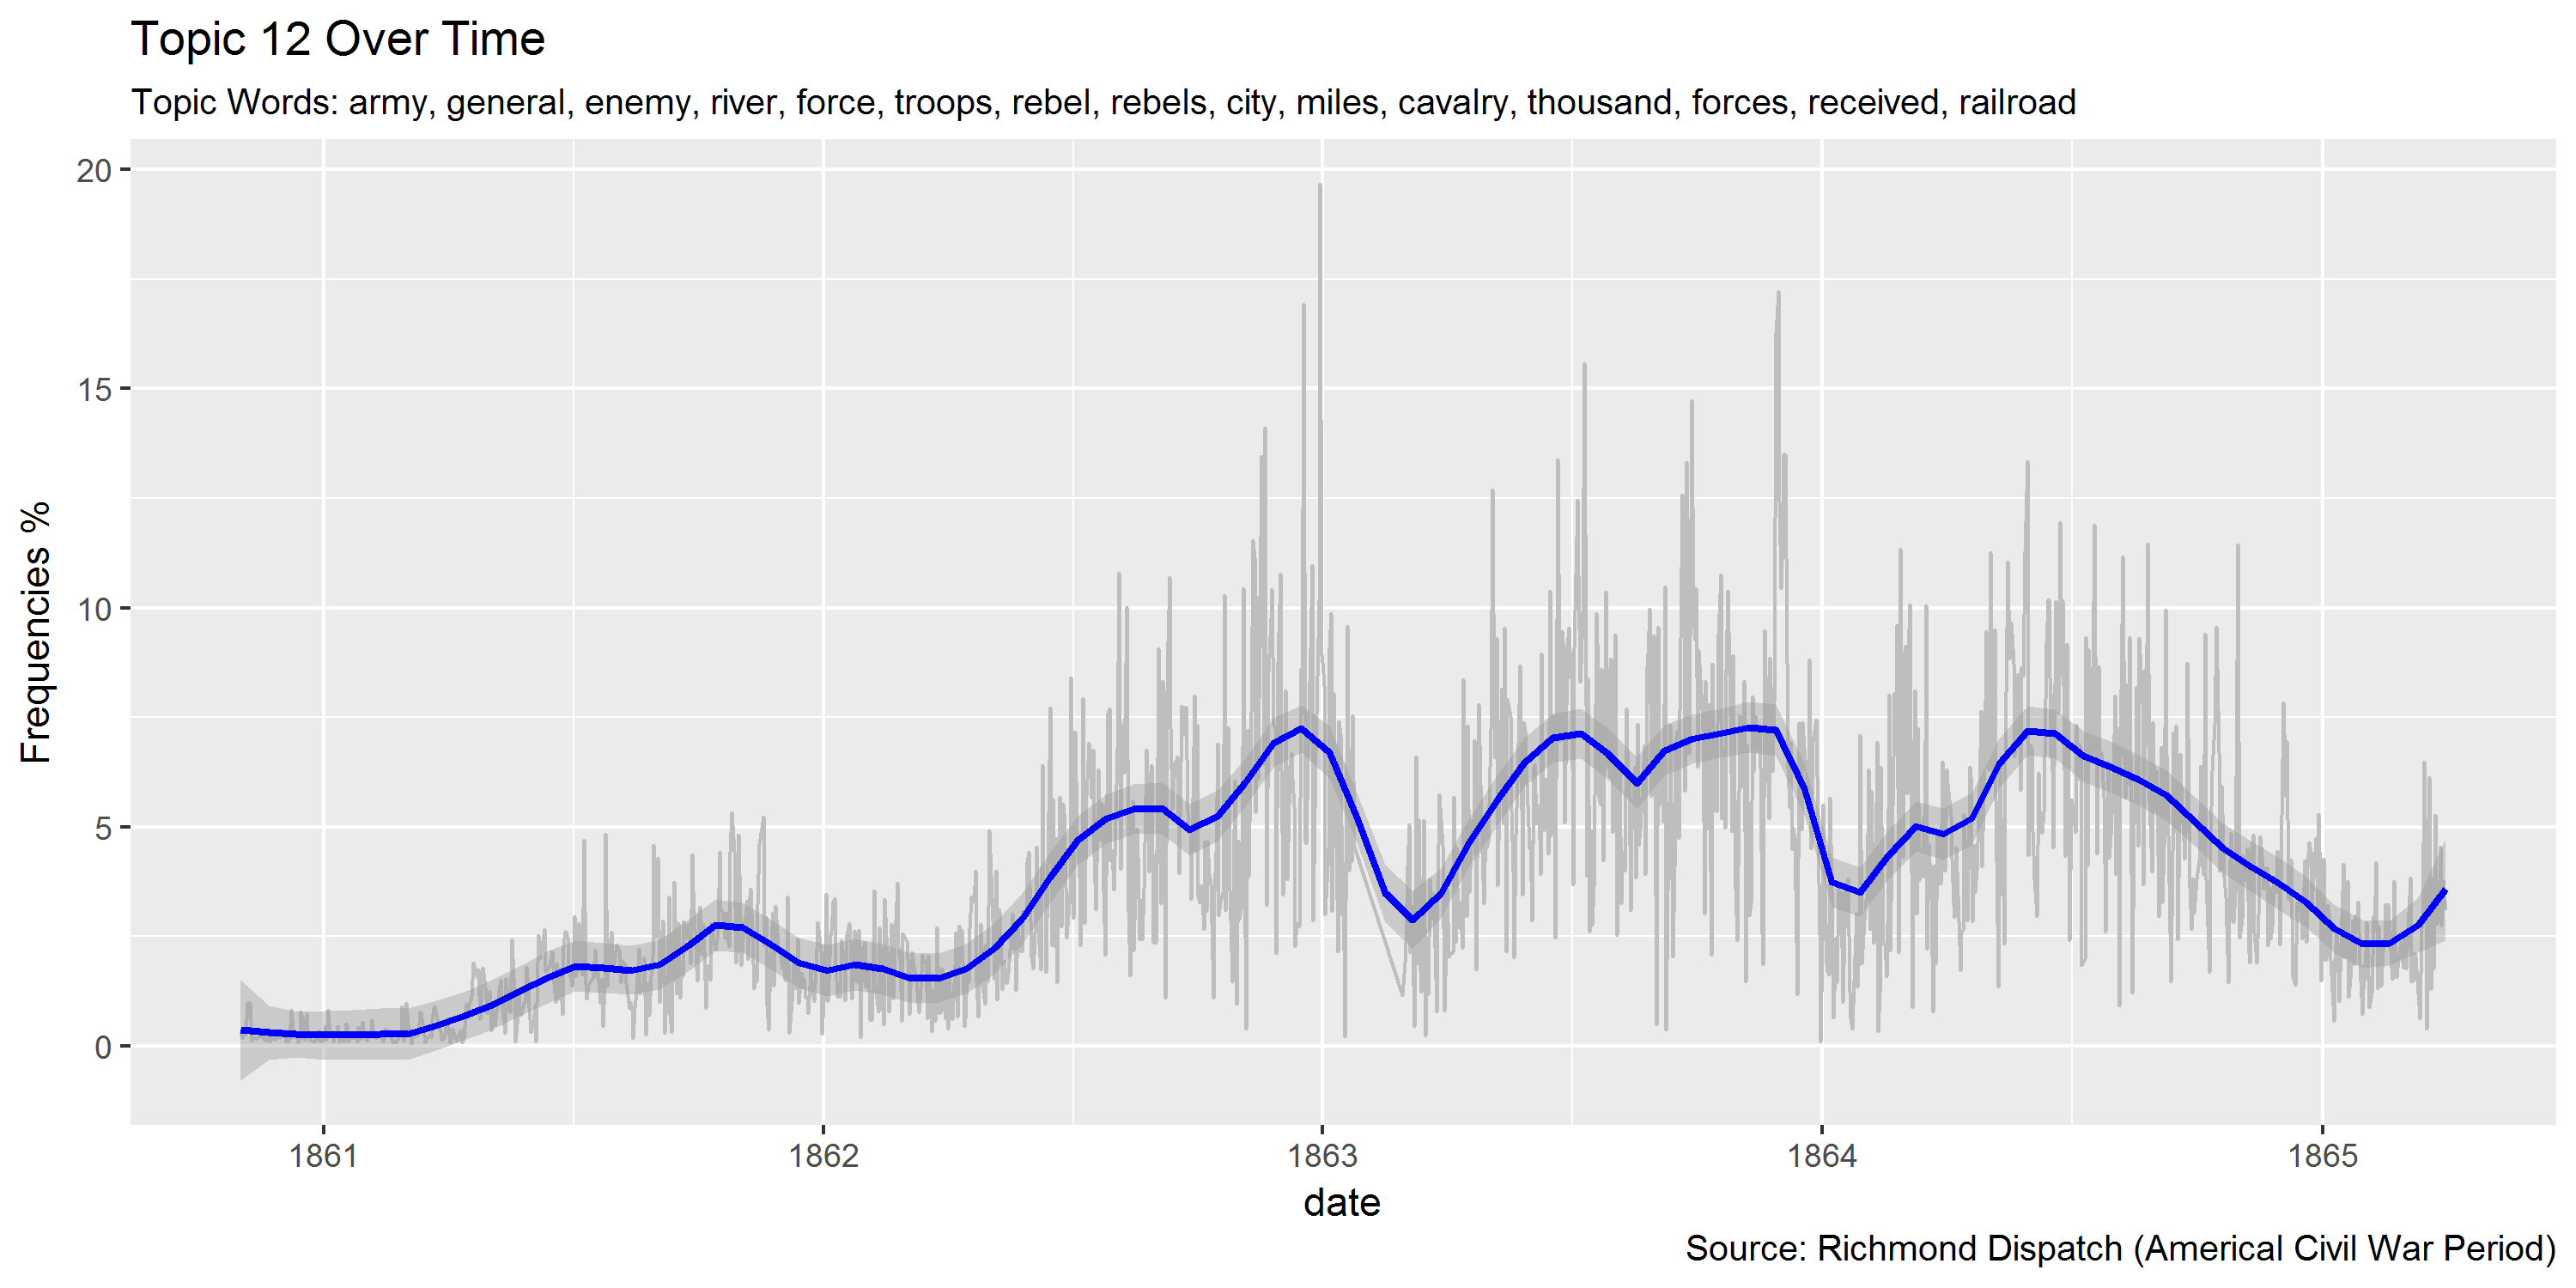 Topic 12 Over Time
Topic Words: army, general, enemy, river, force, troops, rebel, rebels, city, miles, cavalry, thousand, forces, received, railroad
Frequencies %
20
15
10
5
0
1861 1862 1863 1864 1865
date
Source: Richmond Dispatch (Americal Civil War Period)